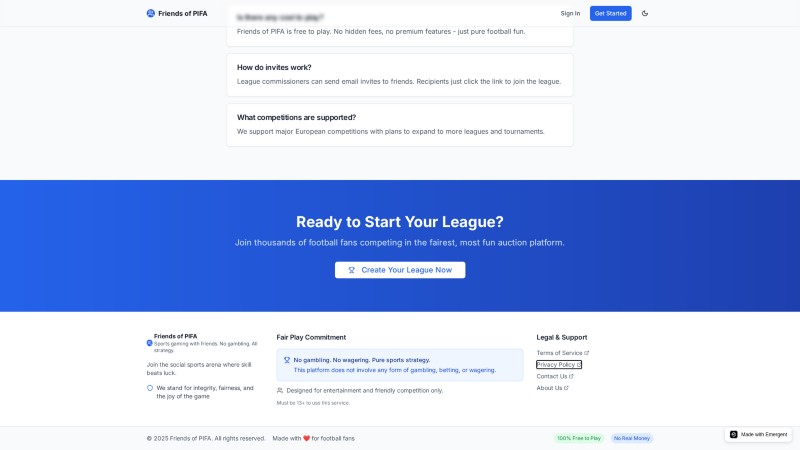 Friends of PIFA
Sign In
Get Started
Is there any cost to play?
Friends of PIFA is free to play. No hidden fees, no premium features - just pure football fun.
How do invites work?
League commissioners can send email invites to friends. Recipients just click the link to join the league.
What competitions are supported?
We support major European competitions with plans to expand to more leagues and tournaments.
Ready to Start Your League?
Join thousands of football fans competing in the fairest, most fun auction platform.
Create Your League Now
Friends of PIFA
Sports gaming with friends. No gambling. All
strategy.
Join the social sports arena where skill
beats luck.
We stand for integrity, fairness, and
the joy of the game
Fair Play Commitment
No gambling. No wagering. Pure sports strategy.
This platform does not involve any form of gambling, betting, or wagering.
Designed for entertainment and friendly competition only.
Must be 13+ to use this service.
Legal & Support
Terms of Service
Privacy Policy
Contact Us
About Us
© 2025 Friends of PIFA. All rights reserved.
Made with ❤️ for football fans
100% Free to Play
No Real Money
Made with Emergent